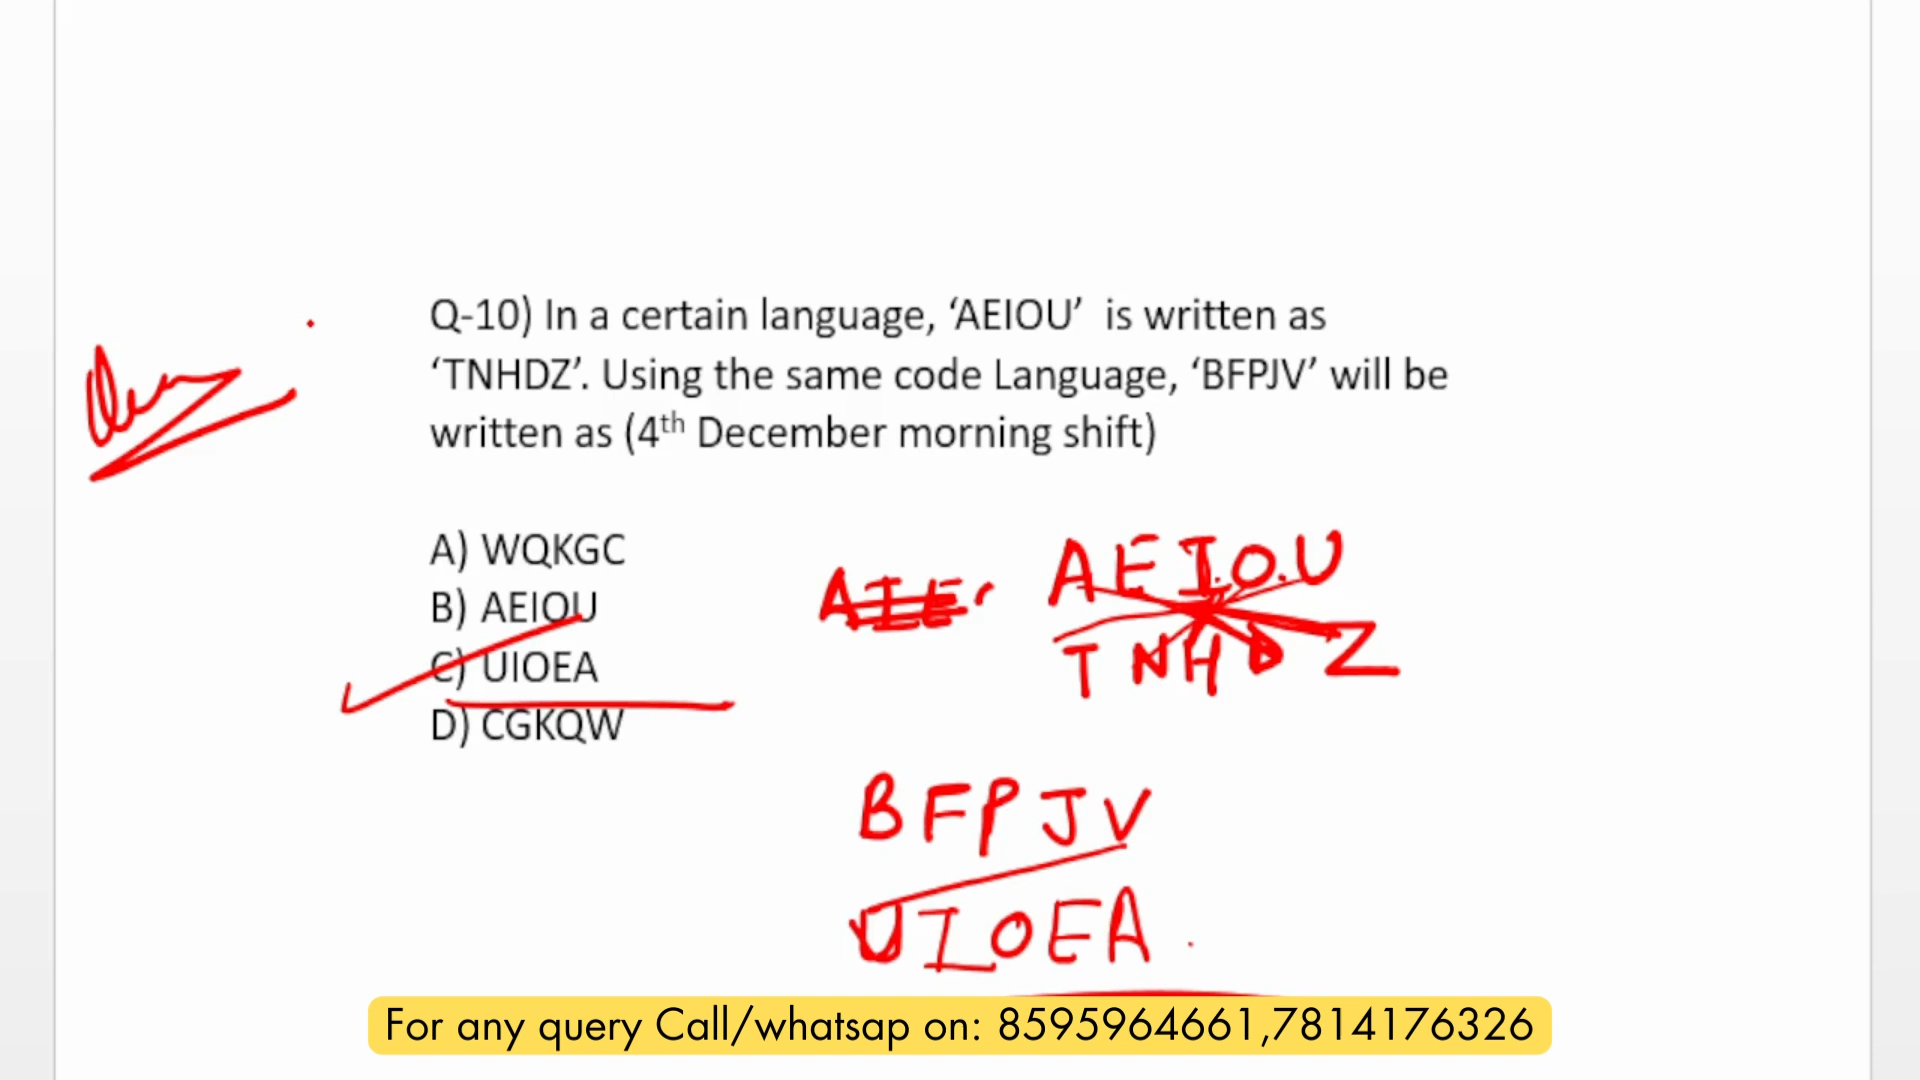 Q-10) In a certain language, ‘AEIOU’ is written as
‘TNHDZ’. Using the same code Language, ‘BFPJV’ will be
written as (4th December morning shift)
A) WQKGC
B) AEIOU
C) UIOEA
D) CGKQW
AIE
AEIOU
TNHDZ
BFPJV
UIOEA
For any query Call/whatsap on: 8595964661,7814176326